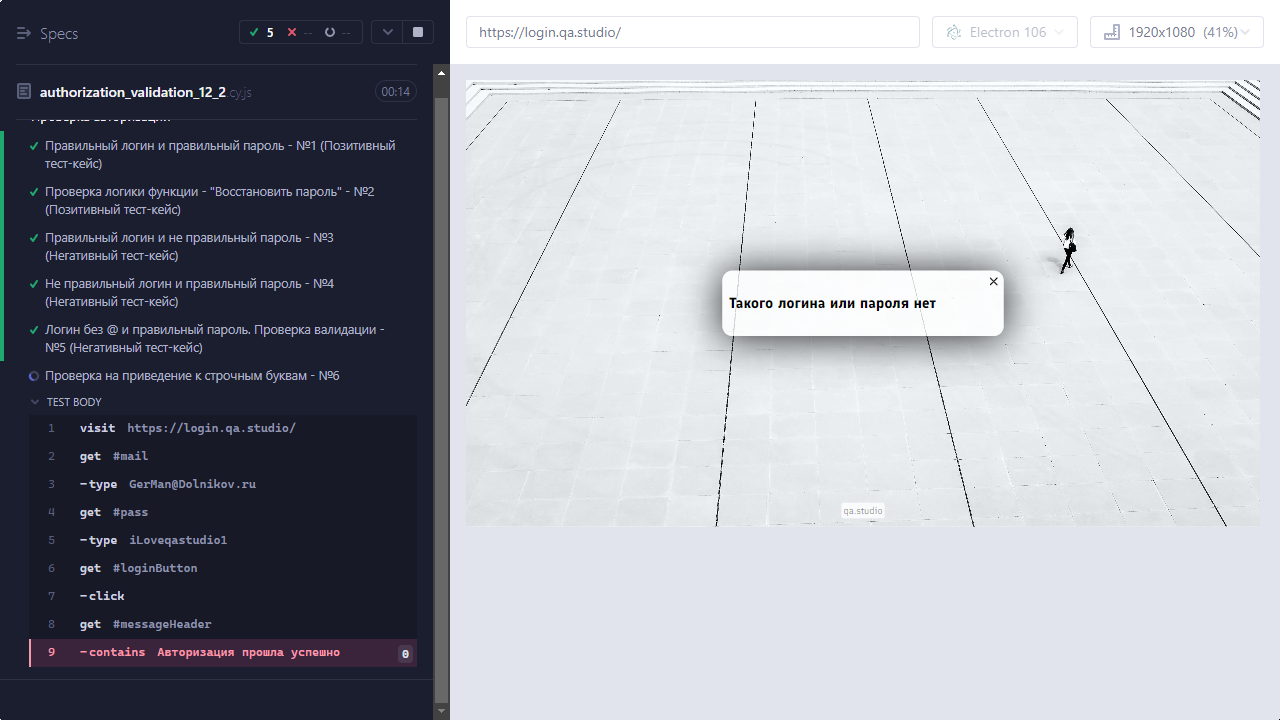 Specs
5
--
--
https://login.qa.studio/
Electron 106
1920x1080 (41%)
authorization_validation_12_2.cy.js
00:14
Проверка авторизации
Правильный логин и правильный пароль - №1 (Позитивный
тест-кейс)
Проверка логики функции - "Восстановить пароль" - №2
(Позитивный тест-кейс)
Правильный логин и не правильный пароль - №3
(Негативный тест-кейс)
Не правильный логин и правильный пароль - №4
(Негативный тест-кейс)
Логин без @ и правильный пароль. Проверка валидации -
№5 (Негативный тест-кейс)
Проверка на приведение к строчным буквам - №6
TEST BODY
1 visit https://login.qa.studio/
2 get #mail
3 -type GerMan@Dolnikov.ru
4 get #pass
5 -type iLoveqastudio1
6 get #loginButton
7 -click
8 get #messageHeader
9 -contains Авторизация прошла успешно 0
Такого логина или пароля нет
qa.studio